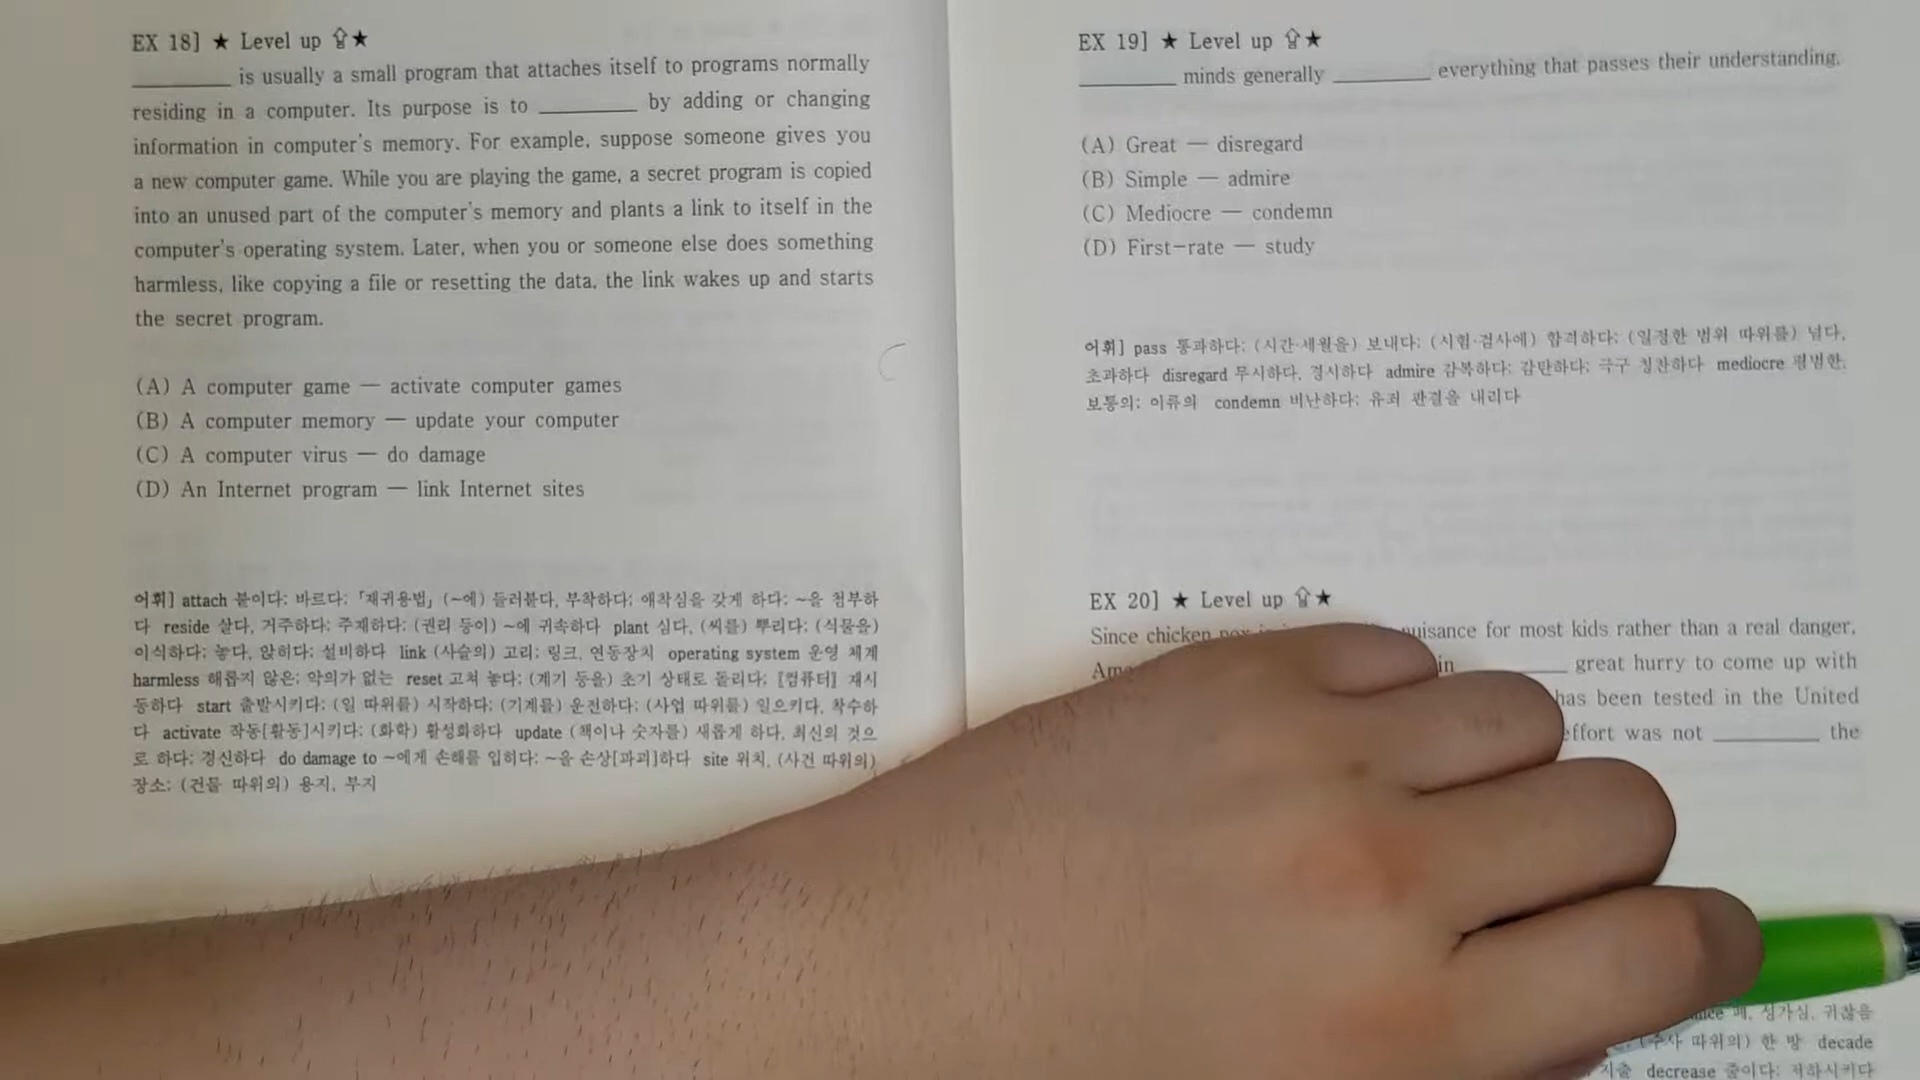 EX 18] ★ Level up ⇧★
________ is usually a small program that attaches itself to programs normally
residing in a computer. Its purpose is to ________ by adding or changing
information in computer's memory. For example, suppose someone gives you
a new computer game. While you are playing the game, a secret program is copied
into an unused part of the computer's memory and plants a link to itself in the
computer's operating system. Later, when you or someone else does something
harmless, like copying a file or resetting the data, the link wakes up and starts
the secret program.
(A) A computer game — activate computer games
(B) A computer memory — update your computer
(C) A computer virus — do damage
(D) An Internet program — link Internet sites
어휘] attach 붙이다; 바르다; 「재귀용법」 (~에) 들러붙다, 부착하다; 애착심을 갖게 하다; ~을 첨부하
다 reside 살다, 거주하다; 주재하다; (권리 등이) ~에 귀속하다 plant 심다, (씨를) 뿌리다; (식물을)
이식하다; 놓다, 앉히다; 설비하다 link (사슬의) 고리; 링크, 연동장치 operating system 운영 체계
harmless 해롭지 않은; 악의가 없는 reset 고쳐 놓다; (계기 등을) 초기 상태로 돌리다; 〖컴퓨터〗 재시
동하다 start 출발시키다; (일 따위를) 시작하다; (기계를) 운전하다; (사업 따위를) 일으키다, 착수하
다 activate 작동[활동]시키다; (화학) 활성화하다 update (책이나 숫자를) 새롭게 하다, 최신의 것으
로 하다; 경신하다 do damage to ~에게 손해를 입히다; ~을 손상[파괴]하다 site 위치, (사건 따위의)
장소; (건물 따위의) 용지, 부지
EX 19] ★ Level up ⇧★
________ minds generally ________ everything that passes their understanding.
(A) Great — disregard
(B) Simple — admire
(C) Mediocre — condemn
(D) First-rate — study
어휘] pass 통과하다; (시간·세월을) 보내다; (시험·검사에) 합격하다; (일정한 범위 따위를) 넘다,
초과하다 disregard 무시하다, 경시하다 admire 감복하다; 감탄하다; 극구 칭찬하다 mediocre 평범한,
보통의; 이류의 condemn 비난하다; 유죄 판결을 내리다
EX 20] ★ Level up ⇧★
Since chicken pox nuisance for most kids rather than a real danger,
in ________ great hurry to come up with
has been tested in the United
effort was not ________ the
폐, 성가심, 귀찮음
따위의) 한 방 decade
지출 decrease 줄이다; 저하시키다